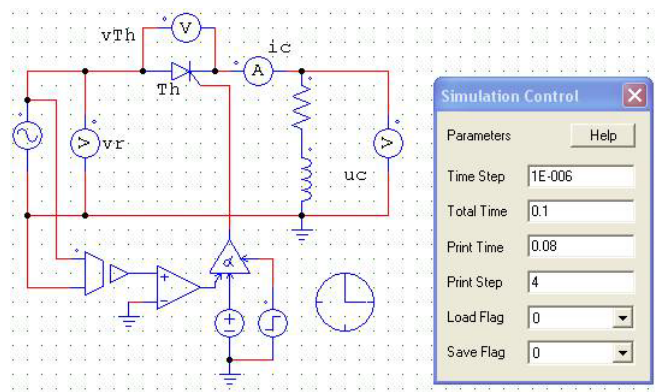 vTh
V
ic
A
Th
V
vr
V
uc
α
Simulation Control
Parameters
Help
Time Step
1E-006
Total Time
0.1
Print Time
0.08
Print Step
4
Load Flag
0
Save Flag
0